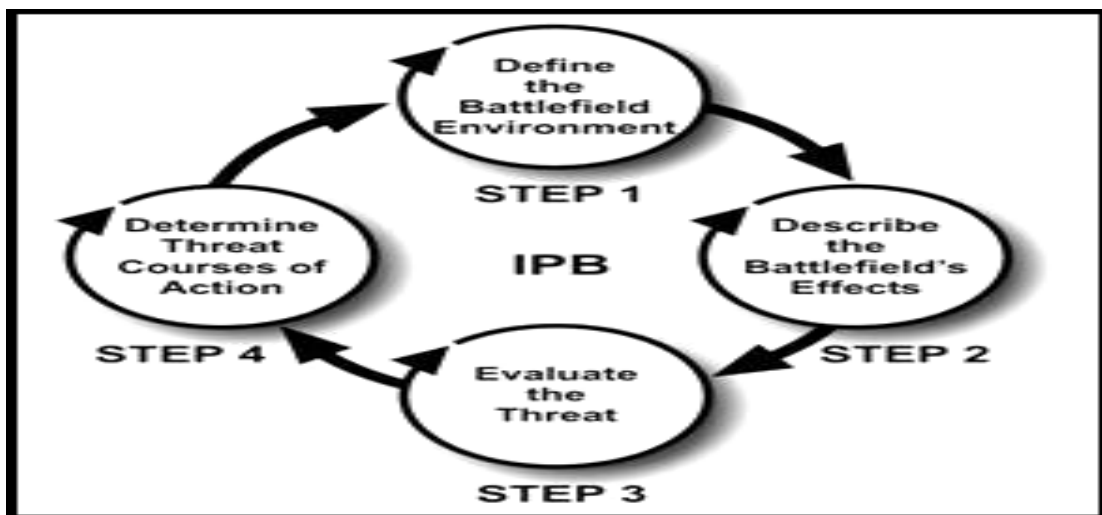 Define
the
Battlefield
Environment
STEP 1
Describe
the
Battlefield's
Effects
STEP 2
Evaluate
the
Threat
STEP 3
Determine
Threat
Courses of
Action
STEP 4
IPB